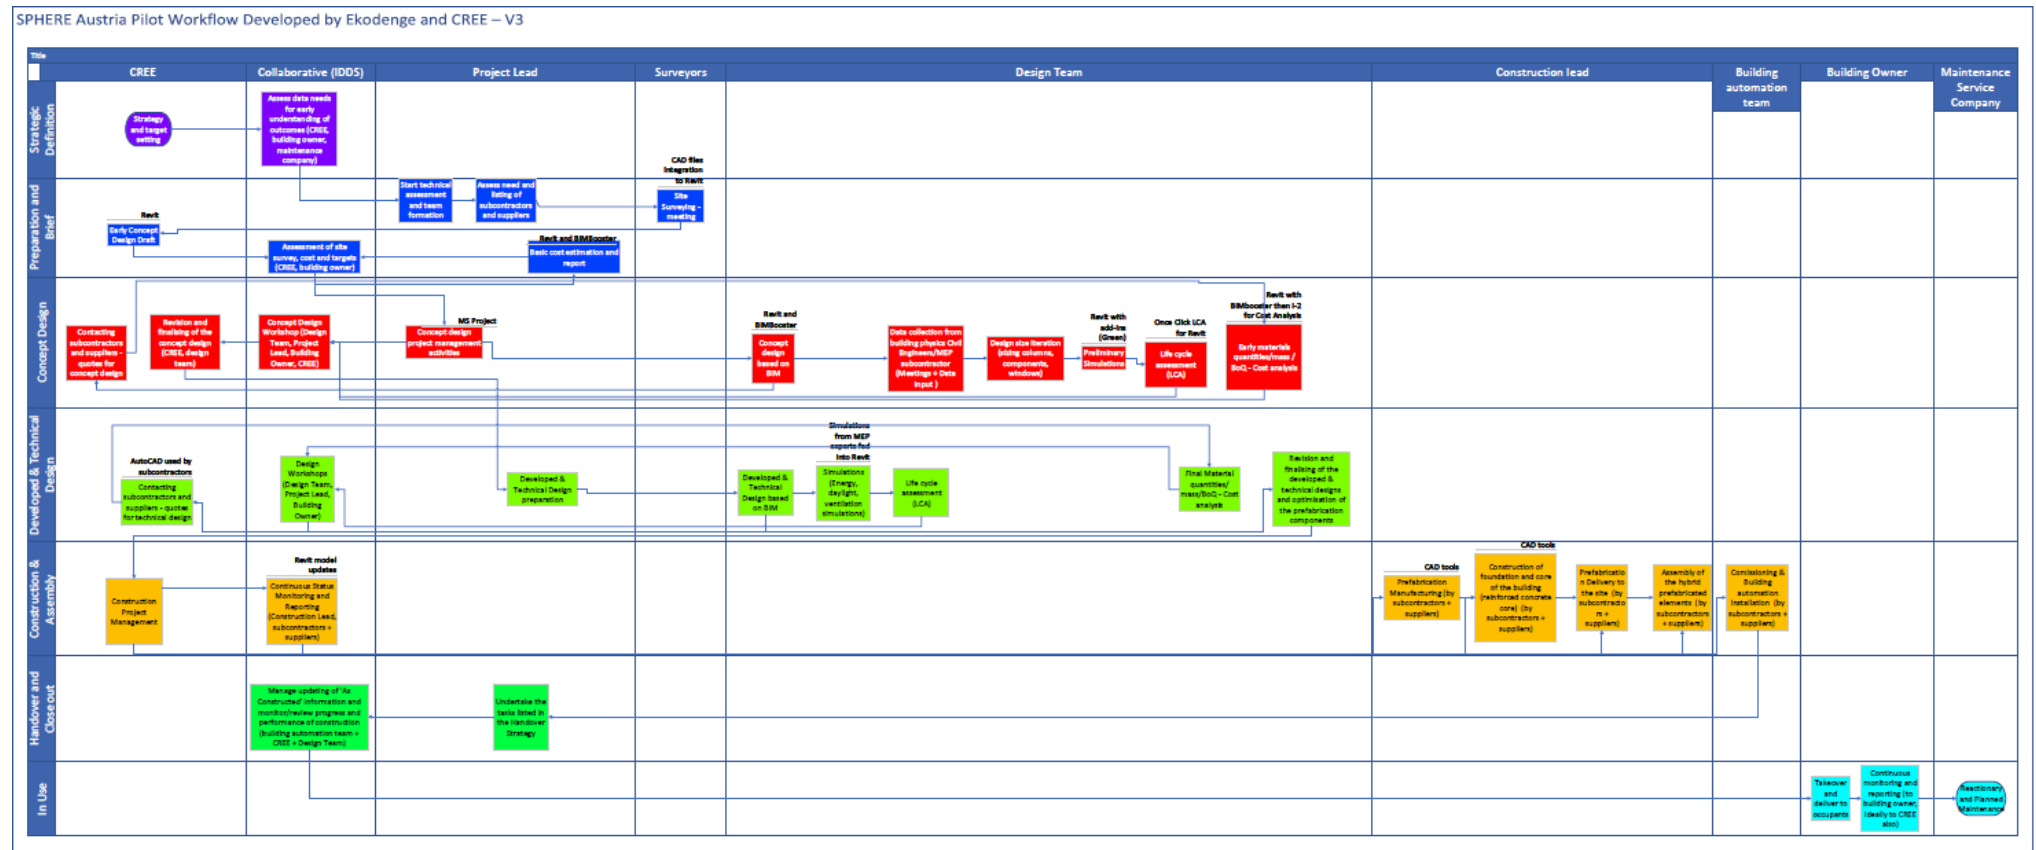 SPHERE Austria Pilot Workflow Developed by Ekodenge and CREE – V3
Title
CREE
Collaborative (IDDS)
Project Lead
Surveyors
Design Team
Construction lead
Building
automation
team
Building Owner
Maintenance
Service
Company
Strategic
Definition
Strategy
and target
setting
Assess data needs
for early
understanding of
outcomes (CREE,
building owner,
maintenance
company)
Preparation and
Brief
Start technical
assessment
and team
formation
Assess need and
listing of
subcontractors
and suppliers
CAD files
integration
to Revit
Site
Surveying -
meeting
Revit
Early Concept
Design Draft
Assessment of site
survey, cost and targets
(CREE, building owner)
Revit and BIMBooster
Basic cost estimation and
report
Concept Design
Contacting
subcontractors
and suppliers -
quotes for
concept design
Revision and
finalising of the
concept design
(CREE, design
team)
Concept Design
Workshop (Design
Team, Project
Lead, Building
Owner, CREE)
MS Project
Concept design
project management
activities
Revit and
BIMBooster
Concept
design
based on
BIM
Data collection from
building physics Civil
Engineers/MEP
subcontractor
(Meetings + Data
Input )
Design size iteration
(sizing columns,
components,
windows)
Revit with
add-ins
(Green)
Preliminary
Simulations
Once Click LCA
for Revit
Life cycle
assessment
(LCA)
Revit with
BIMbooster then I-2
for Cost Analysis
Early materials
quantities/mass /
BoQ - Cost analysis
Developed & Technical
Design
AutoCAD used by
subcontractors
Contacting
subcontractors and
suppliers - quotes
for technical design
Design
Workshops
(Design Team,
Project Lead,
Building
Owner)
Developed &
Technical Design
preparation
Developed &
Technical
Design based
on BIM
Simulations
from MEP
experts fed
into Revit
Simulations
(Energy,
daylight,
ventilation
simulations)
Life cycle
assessment
(LCA)
Final Material
quantities/
mass/BoQ - Cost
analysis
Revision and
finalising of the
developed &
technical designs
and optimisation of
the prefabrication
components
Construction &
Assembly
Construction
Project
Management
Revit model
updates
Continuous Status
Monitoring and
Reporting
(Construction Lead,
subcontractors +
suppliers)
CAD tools
Prefabrication
Manufacturing (by
subcontractors +
suppliers)
CAD tools
Construction of
foundation and core
of the building
(reinforced concrete
core) (by
subcontractors +
suppliers)
Prefabricatio
n Delivery to
the site (by
subcontracto
rs +
suppliers)
Assembly of
the hybrid
prefabricated
elements (by
subcontractors
+ suppliers)
Comissioning &
Building
automation
Installation (by
subcontractors +
suppliers)
Handover and
Close out
Manage updating of 'As
Constructed' information and
monitor/review progress and
performance of construction
(building automation team +
CREE + Design Team)
Undertake the
tasks listed in
the Handover
Strategy
In Use
Takeover
and
deliver to
occupants
Continuous
monitoring and
reporting (to
building owner,
ideally to CREE
also)
Reactionary
and Planned
Maintenance